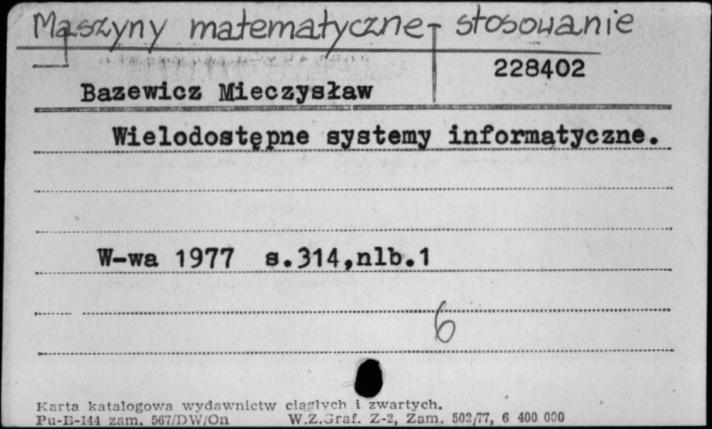 Maszyny matematyczne - stosowanie
228402
Bazewicz Mieczysław
Wielodostępne systemy informatyczne.
W-wa 1977 s.314,nlb.1
6
Karta katalogowa wydawnictw ciągłych i zwartych.
Pu-B-144 zam. 567/DW/On W.Z.Graf. Z-2, Zam. 502/77, 6 400 000